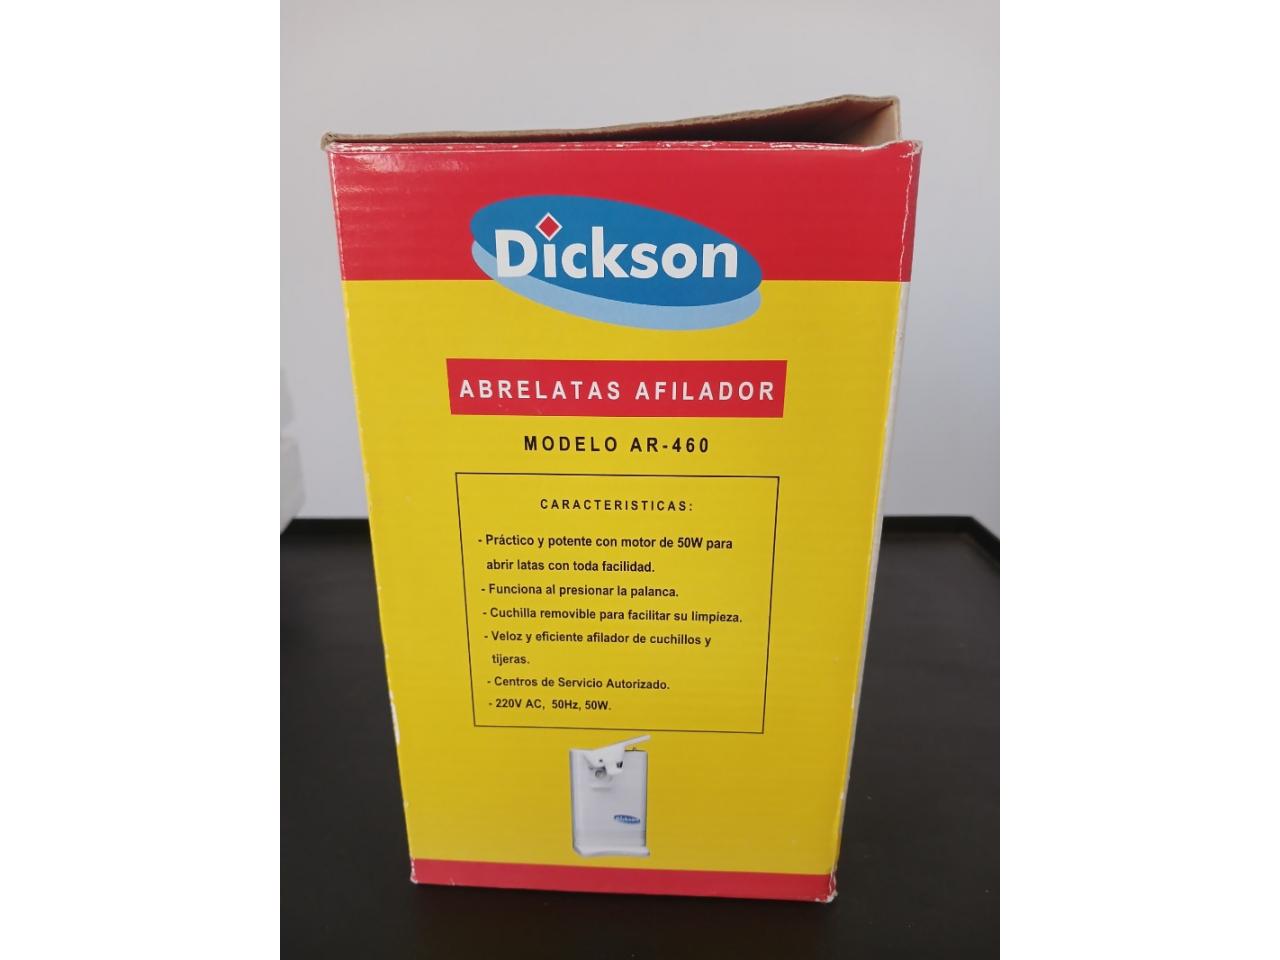 Dickson
ABRELATAS AFILADOR
MODELO AR-460
CARACTERISTICAS:
- Práctico y potente con motor de 50W para
abrir latas con toda facilidad.
- Funciona al presionar la palanca.
- Cuchilla removible para facilitar su limpieza.
- Veloz y eficiente afilador de cuchillos y
tijeras.
- Centros de Servicio Autorizado.
- 220V AC, 50Hz, 50W.
Dickson